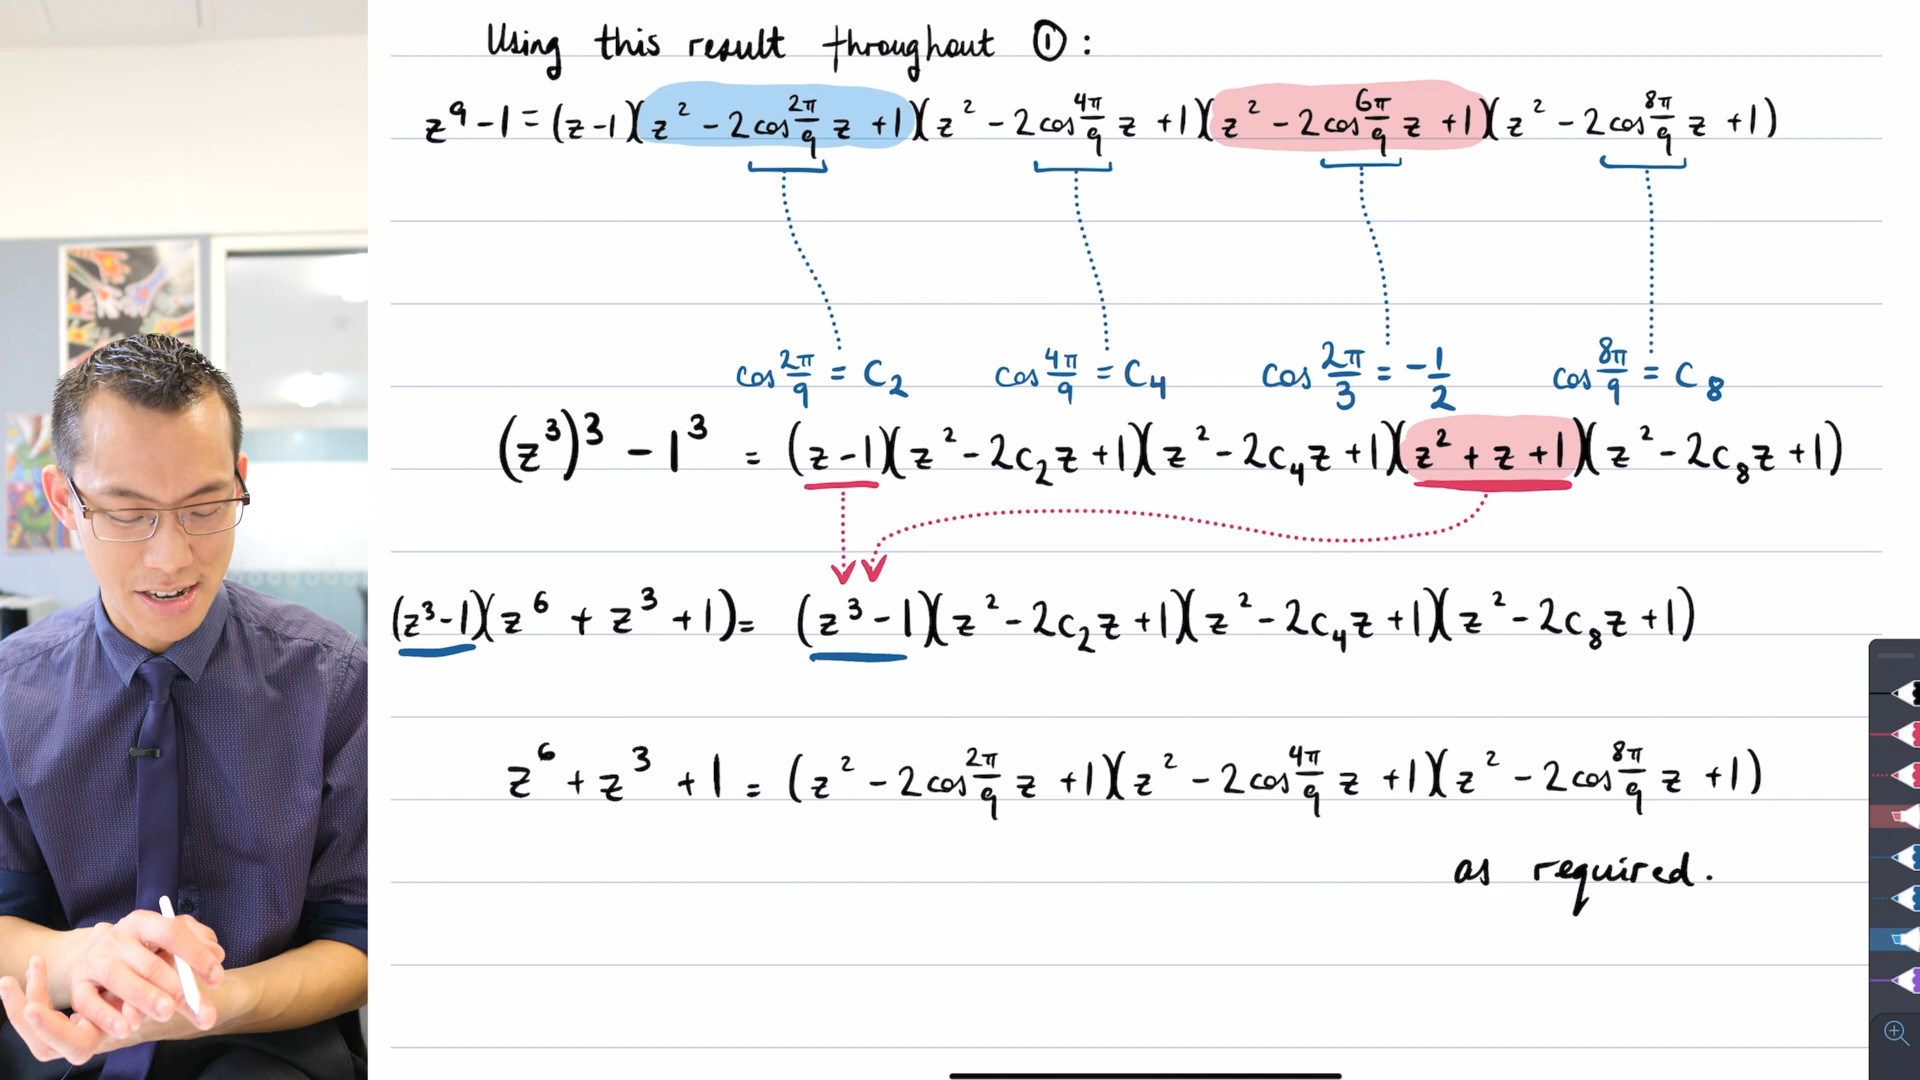 Using this result throughout ①:
z⁹ - 1 = (z - 1)(z² - 2cos 2π/9 z + 1)(z² - 2cos 4π/9 z + 1)(z² - 2cos 6π/9 z + 1)(z² - 2cos 8π/9 z + 1)
cos 2π/9 = C₂ cos 4π/9 = C₄ cos 2π/3 = -1/2 cos 8π/9 = C₈
(z³)³ - 1³ = (z - 1)(z² - 2c₂z + 1)(z² - 2c₄z + 1)(z² + z + 1)(z² - 2c₈z + 1)
(z³ - 1)(z⁶ + z³ + 1) = (z³ - 1)(z² - 2c₂z + 1)(z² - 2c₄z + 1)(z² - 2c₈z + 1)
z⁶ + z³ + 1 = (z² - 2cos 2π/9 z + 1)(z² - 2cos 4π/9 z + 1)(z² - 2cos 8π/9 z + 1)
as required.